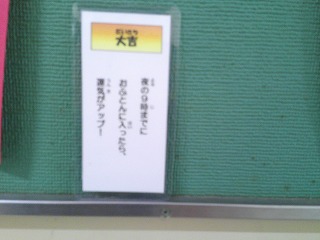 大吉
夜の9時までに
おふとんに入ったら、
運気がアップ!